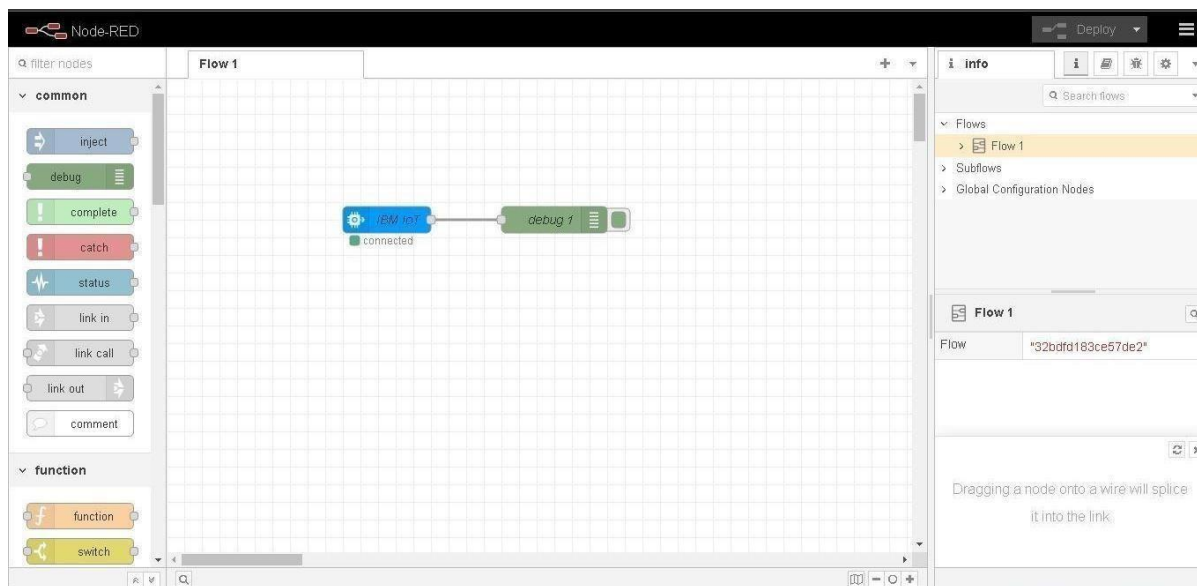 Node-RED
Deploy
filter nodes
Flow 1
i info
i
Search flows
common
inject
debug
complete
catch
status
link in
link call
link out
comment
function
function
switch
IBM IoT
connected
debug 1
Flows
Flow 1
Subflows
Global Configuration Nodes
Flow 1
Flow "32bdfd183ce57de2"
Dragging a node onto a wire will splice
it into the link